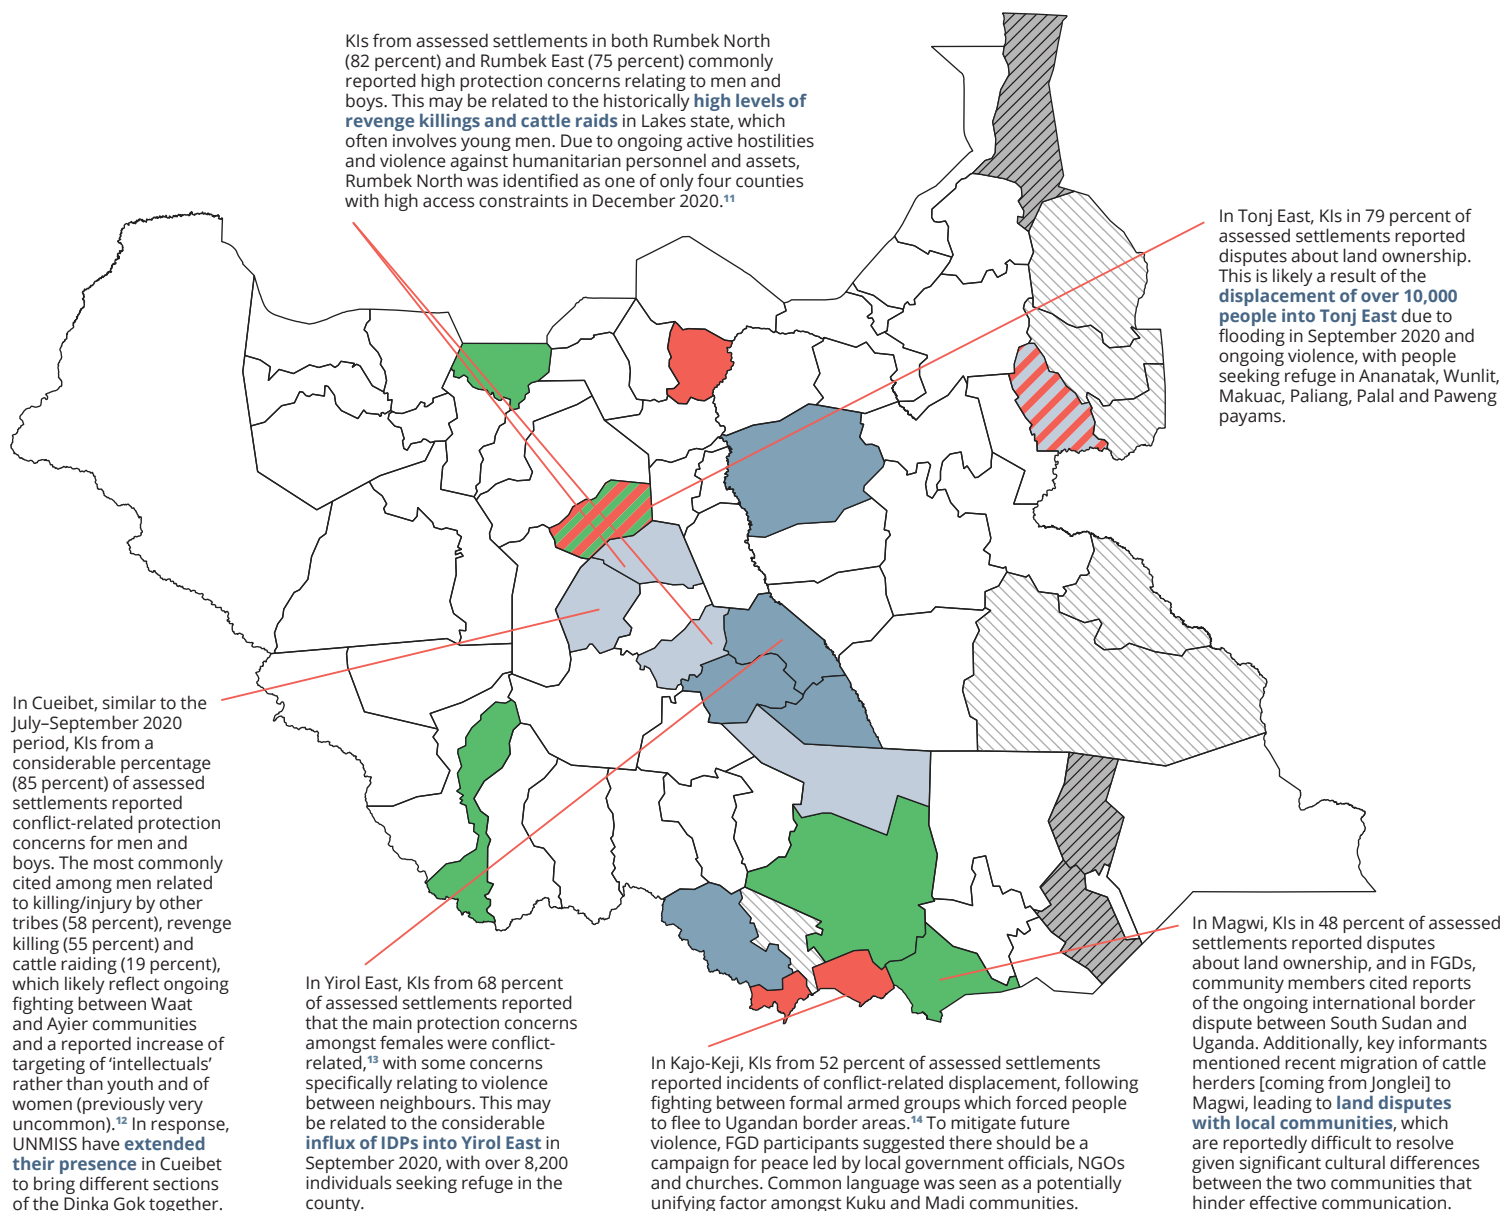 KIs from assessed settlements in both Rumbek North
(82 percent) and Rumbek East (75 percent) commonly
reported high protection concerns relating to men and
boys. This may be related to the historically high levels of
revenge killings and cattle raids in Lakes state, which
often involves young men. Due to ongoing active hostilities
and violence against humanitarian personnel and assets,
Rumbek North was identified as one of only four counties
with high access constraints in December 2020.¹¹
In Tonj East, KIs in 79 percent of
assessed settlements reported
disputes about land ownership.
This is likely a result of the
displacement of over 10,000
people into Tonj East due to
flooding in September 2020 and
ongoing violence, with people
seeking refuge in Ananatak, Wunlit,
Makuac, Paliang, Palal and Paweng
payams.
In Cueibet, similar to the
July–September 2020
period, KIs from a
considerable percentage
(85 percent) of assessed
settlements reported
conflict-related protection
concerns for men and
boys. The most commonly
cited among men related
to killing/injury by other
tribes (58 percent), revenge
killing (55 percent) and
cattle raiding (19 percent),
which likely reflect ongoing
fighting between Waat
and Ayier communities
and a reported increase of
targeting of ‘intellectuals’
rather than youth and of
women (previously very
uncommon).¹² In response,
UNMISS have extended
their presence in Cueibet
to bring different sections
of the Dinka Gok together.
In Yirol East, KIs from 68 percent
of assessed settlements reported
that the main protection concerns
amongst females were conflict-
related,¹³ with some concerns
specifically relating to violence
between neighbours. This may
be related to the considerable
influx of IDPs into Yirol East in
September 2020, with over 8,200
individuals seeking refuge in the
county.
In Kajo-Keji, KIs from 52 percent of assessed settlements
reported incidents of conflict-related displacement, following
fighting between formal armed groups which forced people
to flee to Ugandan border areas.¹⁴ To mitigate future
violence, FGD participants suggested there should be a
campaign for peace led by local government officials, NGOs
and churches. Common language was seen as a potentially
unifying factor amongst Kuku and Madi communities.
In Magwi, KIs in 48 percent of assessed
settlements reported disputes
about land ownership, and in FGDs,
community members cited reports
of the ongoing international border
dispute between South Sudan and
Uganda. Additionally, key informants
mentioned recent migration of cattle
herders [coming from Jonglei] to
Magwi, leading to land disputes
with local communities, which
are reportedly difficult to resolve
given significant cultural differences
between the two communities that
hinder effective communication.